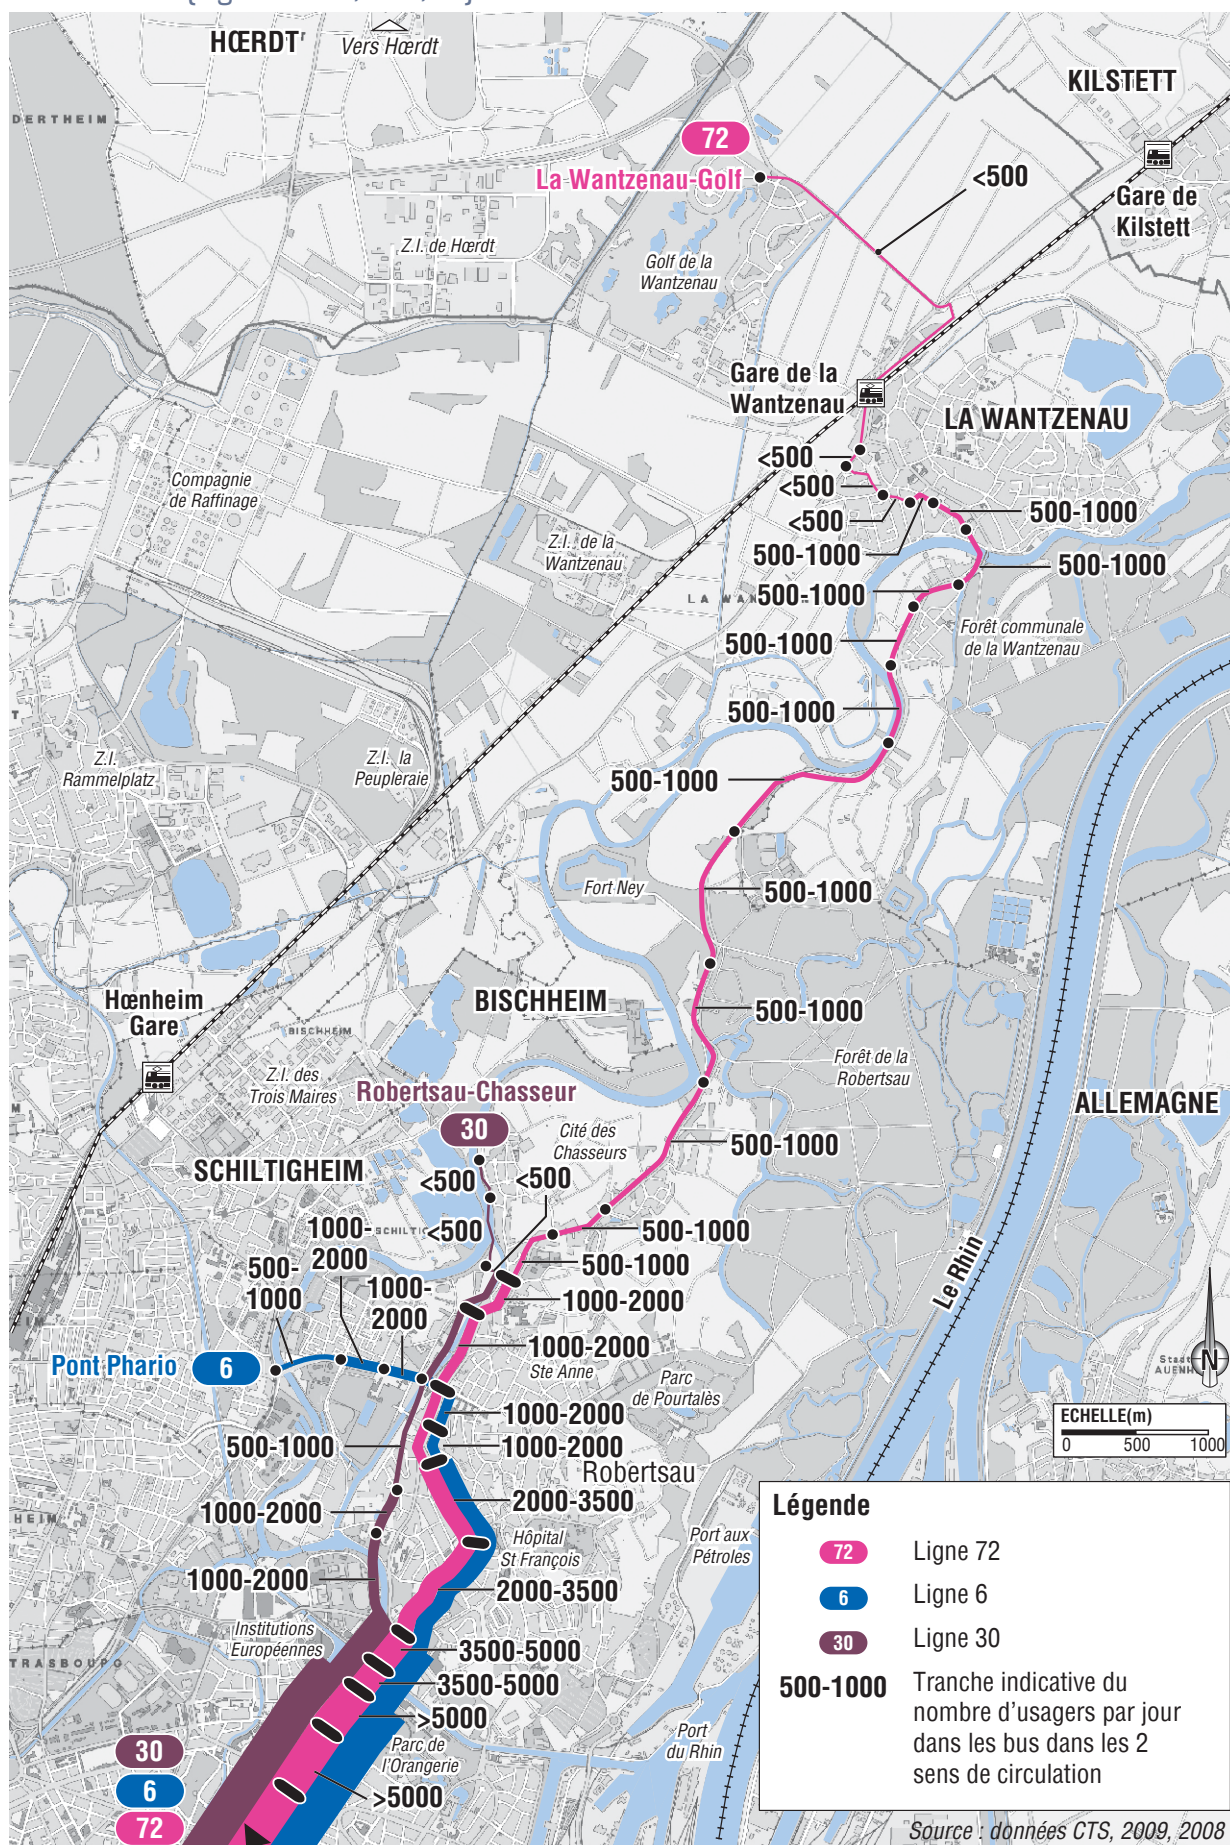 HŒRDT
Vers Hœrdt
KILSTETT
DERTHEIM
72
La Wantzenau-Golf
<500
Gare de
Kilstett
Z.I. de Hœrdt
Golf de la
Wantzenau
Gare de la
Wantzenau
LA WANTZENAU
<500
<500
<500
500-1000
500-1000
500-1000
500-1000
Compagnie
de Raffinage
Z.I. de la
Wantzenau
LA WAN
Forêt communale
de la Wantzenau
500-1000
500-1000
500-1000
Z.I.
Rammelplatz
Z.I. la
Peupleraie
Fort Ney
500-1000
500-1000
Hœnheim
Gare
BISCHHEIM
BISCHHEIM
Z.I. des
Trois Maires
Forêt de la
Robertsau
Robertsau-Chasseur
30
ALLEMAGNE
Cité des
Chasseurs
500-1000
SCHILTIGHEIM
<500
<500
<500
SCHILTIG
1000-
2000
500-
1000
1000-
2000
500-1000
500-1000
1000-2000
Le Rhin
Pont Phario
6
1000-2000
Ste Anne
Parc
de Pourtalès
Stadt
AUENH
N
1000-2000
1000-2000
500-1000
Robertsau
ECHELLE(m)
0 500 1000
2000-3500
1000-2000
HEIM
Hôpital
St François
Port aux
Pétroles
1000-2000
2000-3500
Institutions
Européennes
TRASBOURG
3500-5000
3500-5000
>5000
Parc de
l'Orangerie
>5000
Port
du Rhin
30
6
72
Légende
72 Ligne 72
6 Ligne 6
30 Ligne 30
500-1000 Tranche indicative du
nombre d'usagers par jour
dans les bus dans les 2
sens de circulation
Source : données CTS, 2009, 2008